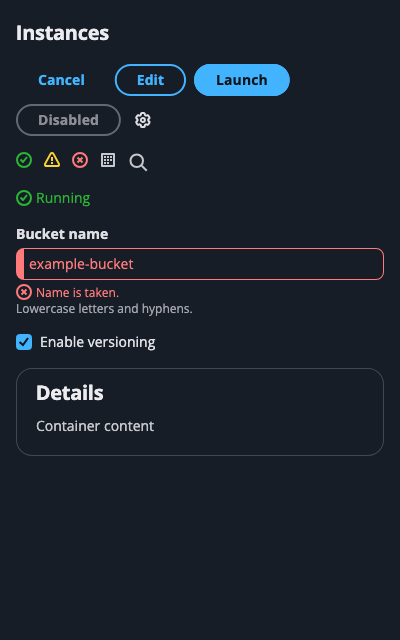 Instances
Cancel Edit Launch
Disabled
Running
Bucket name
example-bucket
Name is taken.
Lowercase letters and hyphens.
Enable versioning
Details
Container content